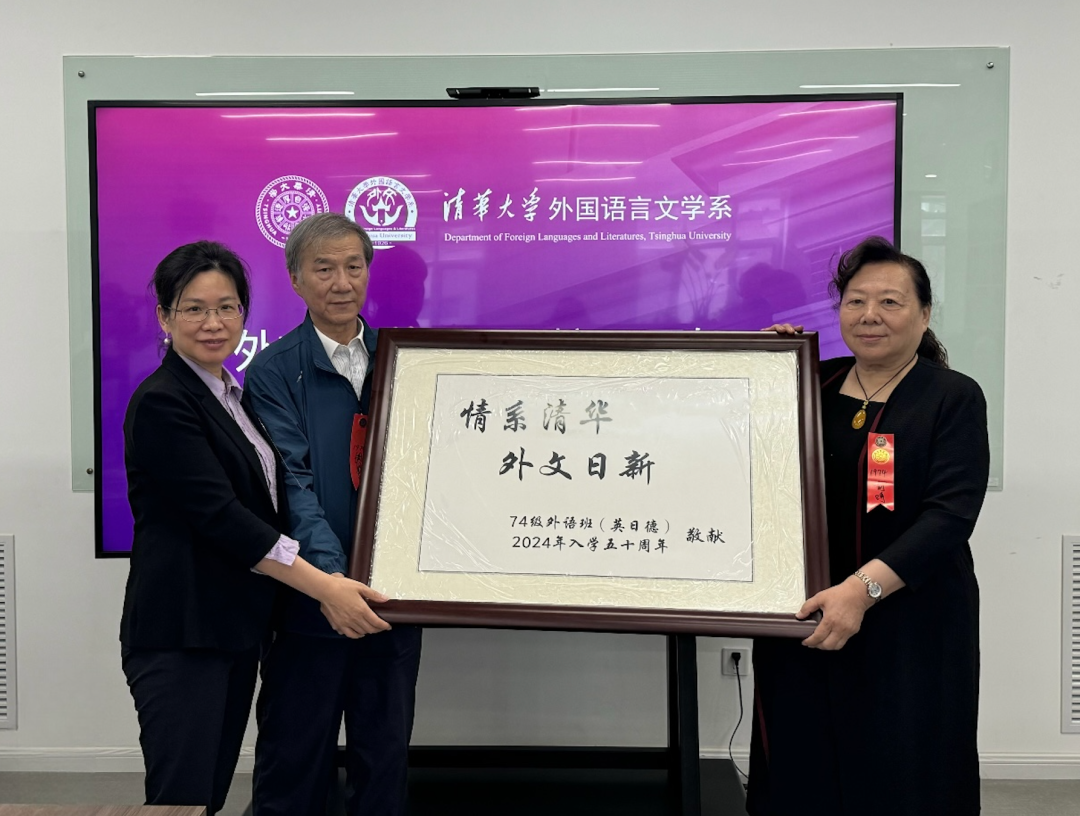 清华大学外国语言文学系
Department of Foreign Languages and Literatures, Tsinghua University
外
情系清华
外文日新
74级外语班（英日德）
2024年入学五十周年
敬献
1974